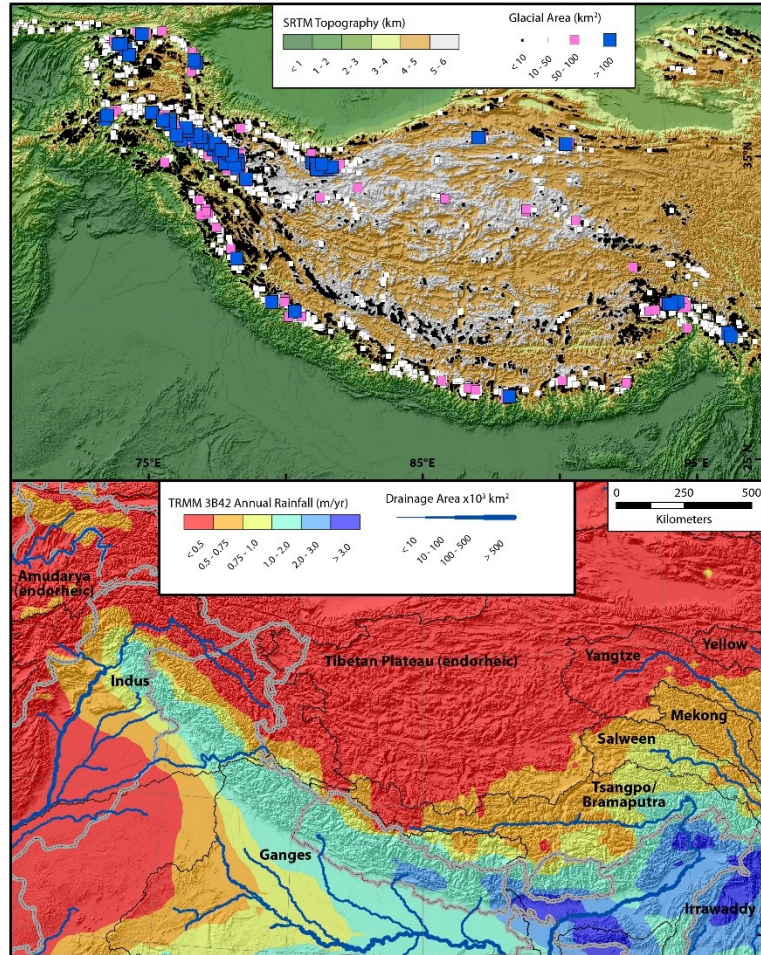 SRTM Topography (km)
< 1
1 - 2
2 - 3
3 - 4
4 - 5
5 - 6
Glacial Area (km²)
< 10
10 - 50
50 - 100
> 100
35°N
75°E
85°E
95°E
25°N
TRMM 3B42 Annual Rainfall (m/yr)
< 0.5
0.5 - 0.75
0.75 - 1.0
1.0 - 2.0
2.0 - 3.0
> 3.0
Drainage Area x10³ km²
< 10
10 - 100
100 - 500
> 500
0 250 500
Kilometers
Amudarya
(endorheic)
Indus
Tibetan Plateau (endorheic)
Yangtze
Yellow
Mekong
Salween
Tsangpo/
Bramaputra
Ganges
Irrawaddy